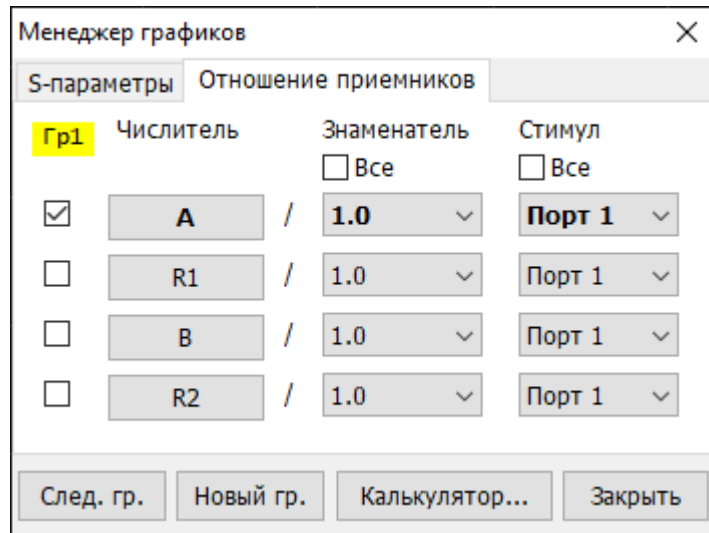 Менеджер графиков
S-параметры Отношение приемников
Гр1 Числитель Знаменатель Стимул
Все Все
A / 1.0 Порт 1
R1 / 1.0 Порт 1
B / 1.0 Порт 1
R2 / 1.0 Порт 1
След. гр. Новый гр. Калькулятор... Закрыть